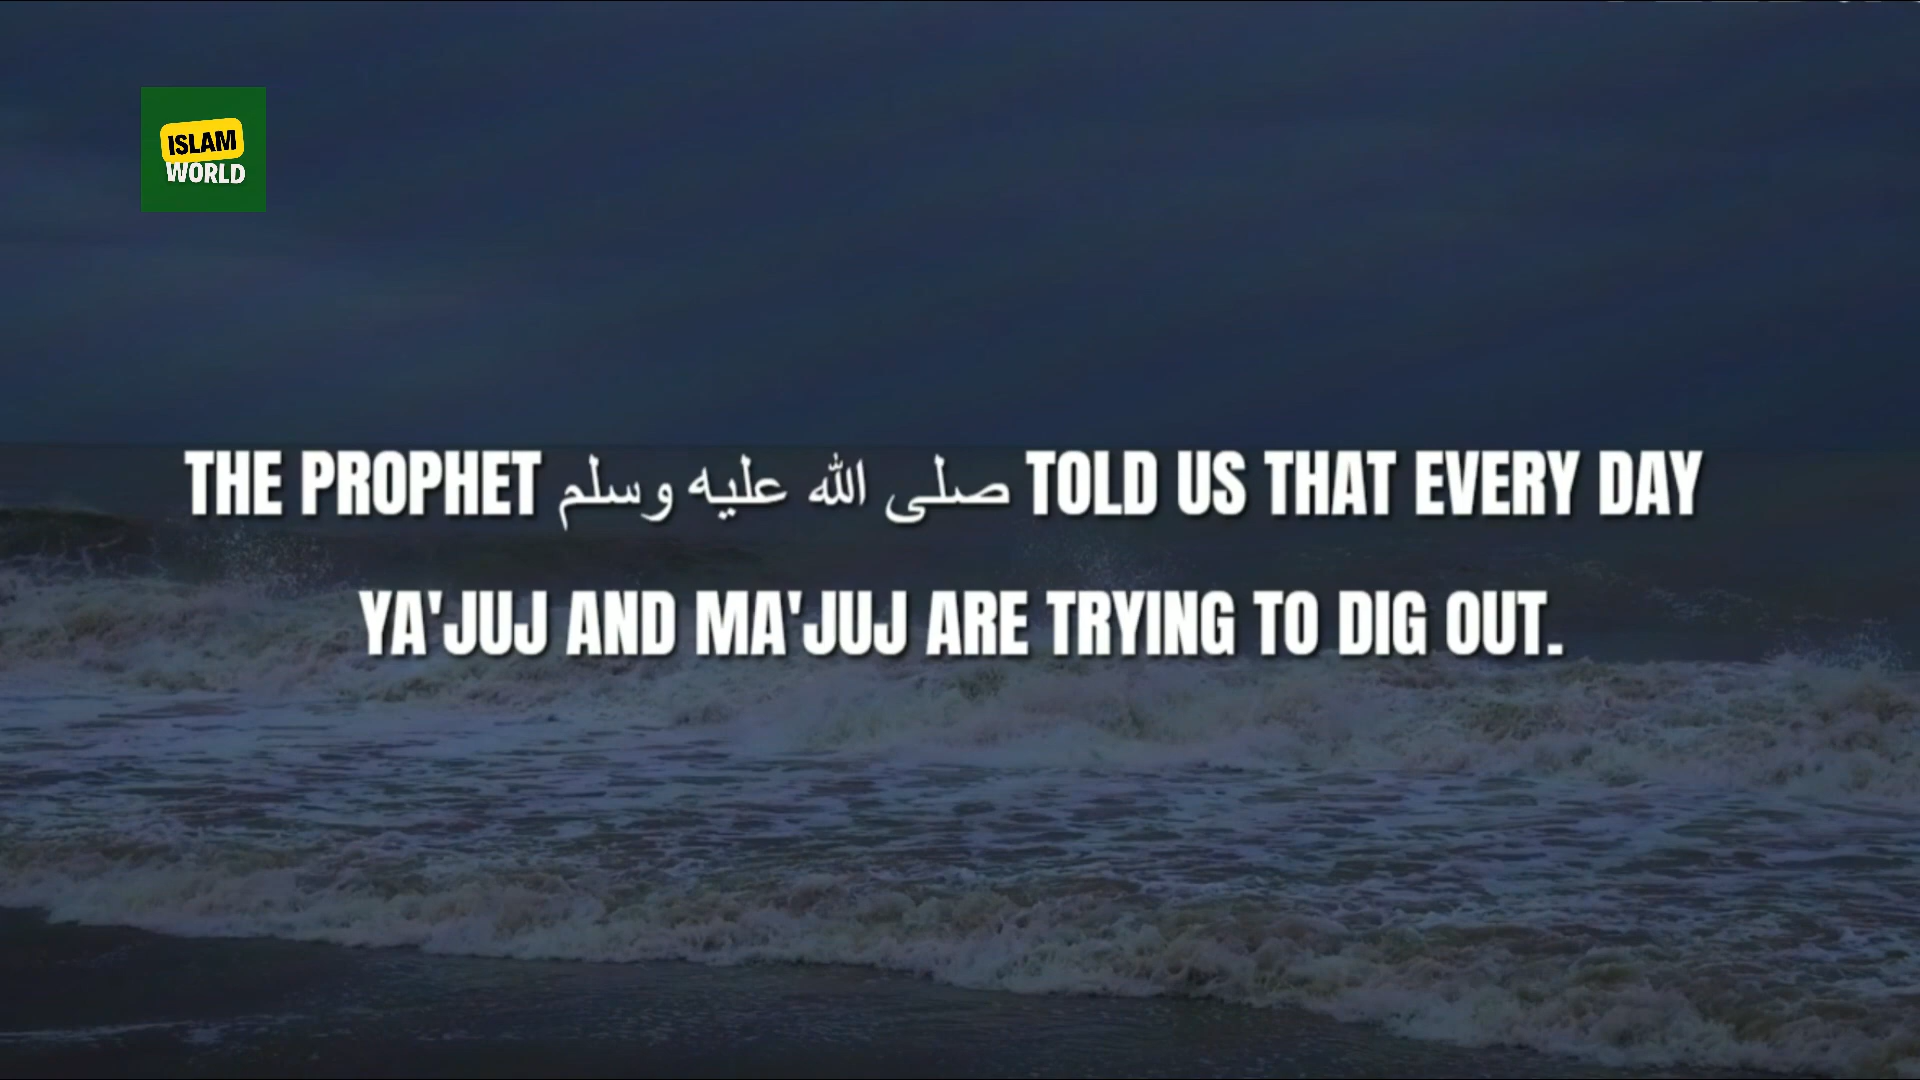 ISLAM
WORLD
THE PROPHET صلى الله عليه وسلم TOLD US THAT EVERY DAY
YA'JUJ AND MA'JUJ ARE TRYING TO DIG OUT.